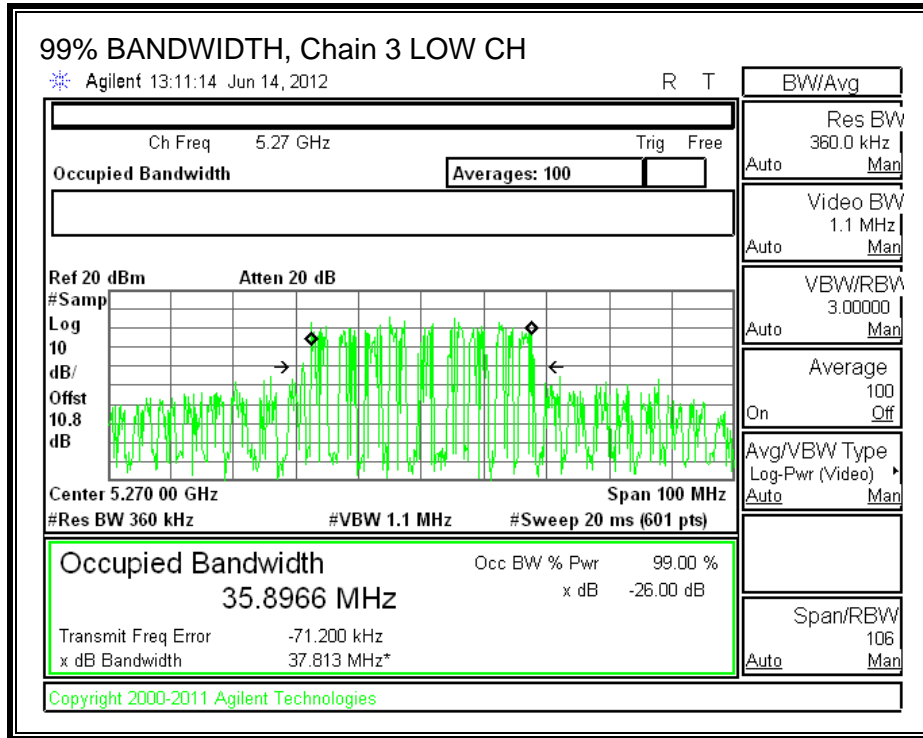 99% BANDWIDTH, Chain 3 LOW CH
Agilent 13:11:14 Jun 14, 2012 R T
Ch Freq 5.27 GHz Trig Free
Occupied Bandwidth Averages: 100
Ref 20 dBm Atten 20 dB
#Samp
Log
10
dB/
Offst
10.8
dB
Center 5.270 00 GHz Span 100 MHz
#Res BW 360 kHz #VBW 1.1 MHz #Sweep 20 ms (601 pts)
Occupied Bandwidth Occ BW % Pwr 99.00 %
35.8966 MHz x dB -26.00 dB
Transmit Freq Error -71.200 kHz
x dB Bandwidth 37.813 MHz*
Copyright 2000-2011 Agilent Technologies
BW/Avg
Res BW
360.0 kHz
Auto Man
Video BW
1.1 MHz
Auto Man
VBW/RBW
3.00000
Auto Man
Average
100
On Off
Avg/VBW Type
Log-Pwr (Video)
Auto Man
Span/RBW
106
Auto Man